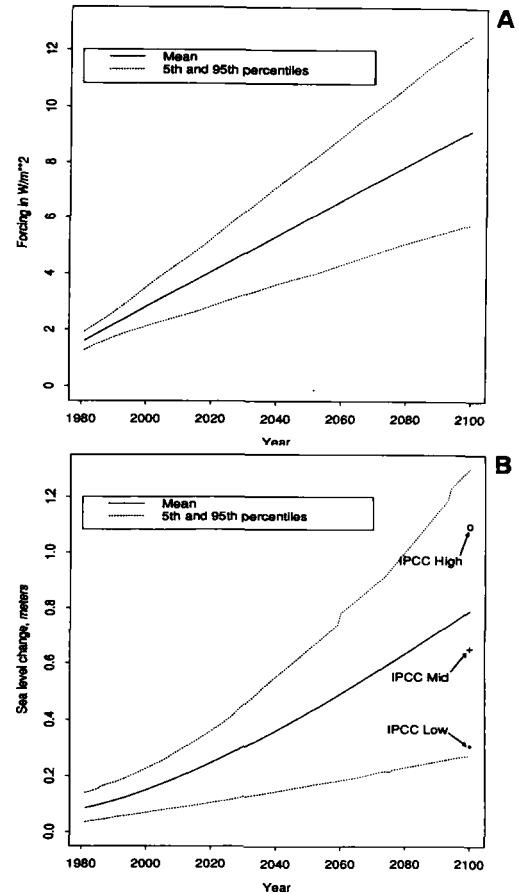 A
Mean
5th and 95th percentiles
Forcing in W/m**2
12
10
8
6
4
2
0
1980 2000 2020 2040 2060 2080 2100
Year
B
Mean
5th and 95th percentiles
Sea level change, meters
1.2
1.0
0.8
0.6
0.4
0.2
0.0
IPCC High
IPCC Mid
IPCC Low
1980 2000 2020 2040 2060 2080 2100
Year